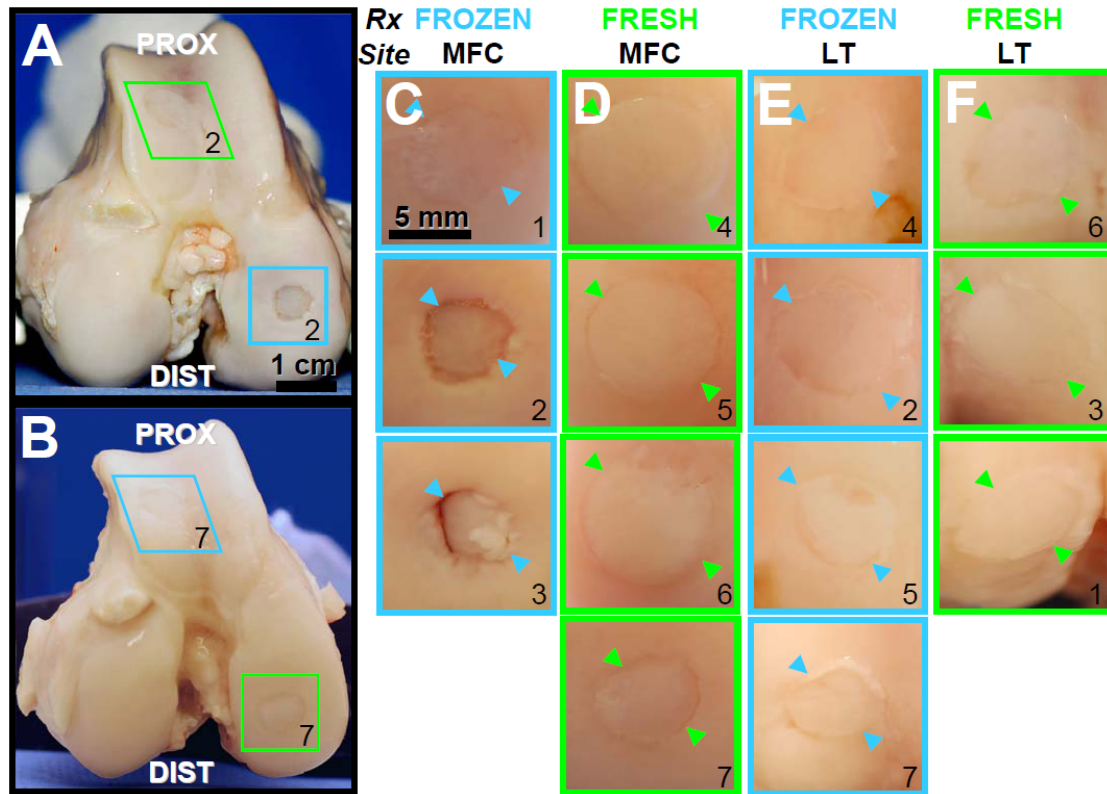 Rx FROZEN FRESH FROZEN FRESH
Site MFC MFC LT LT
A
PROX
2
2
1 cm
DIST
B
PROX
7
7
DIST
C
5 mm
1
2
3
D
4
5
6
7
E
4
2
5
7
F
6
3
1